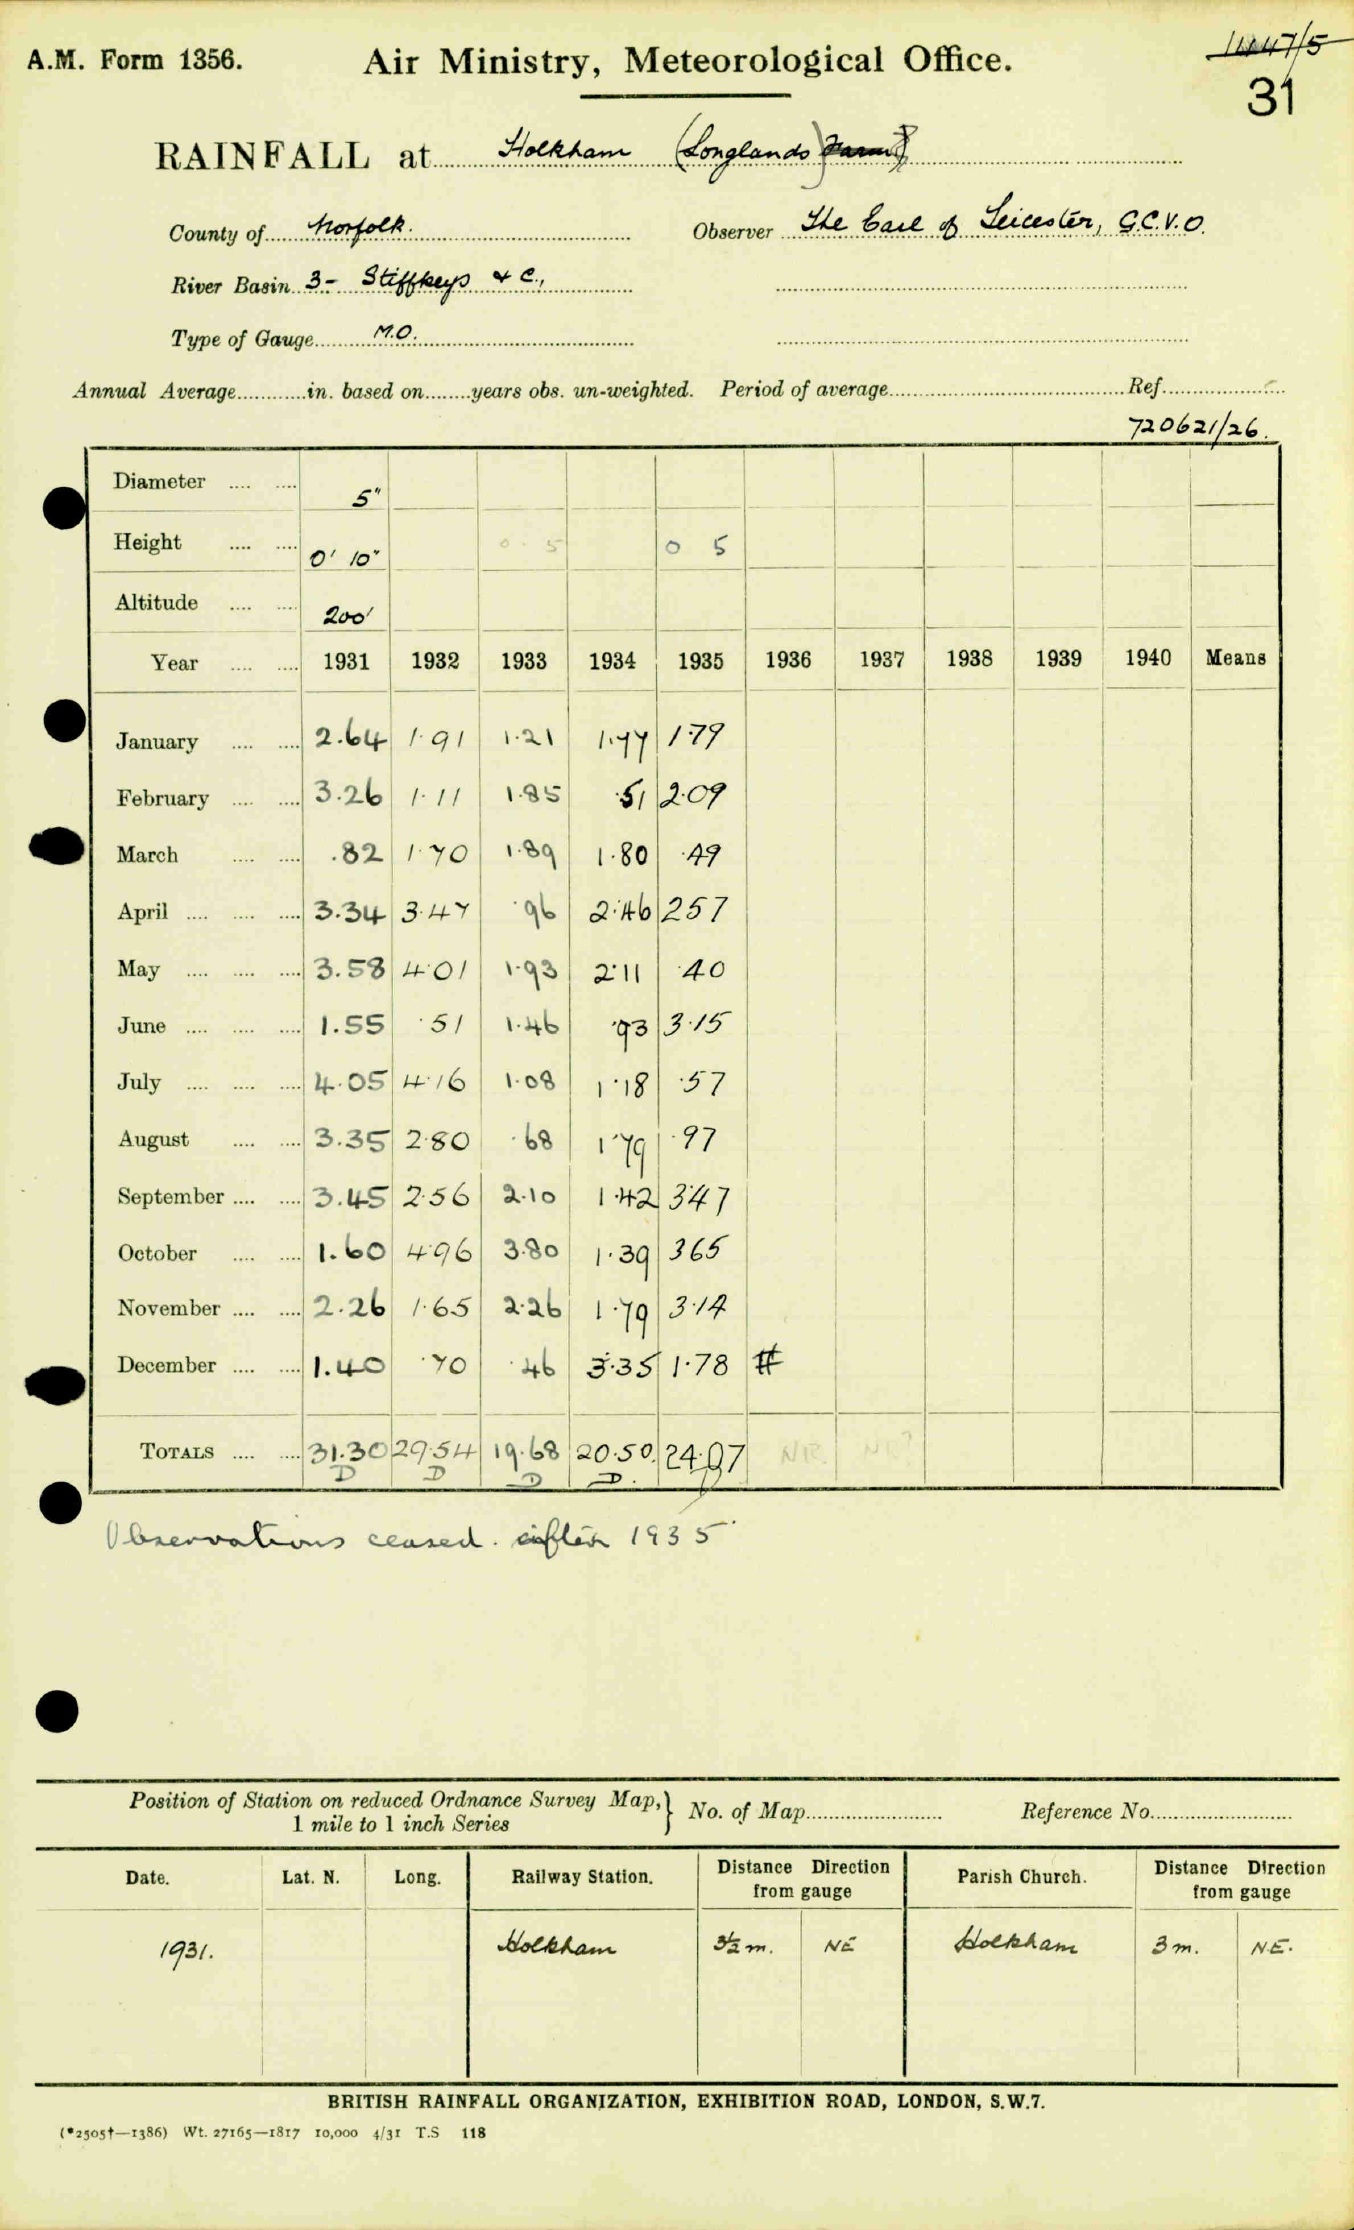 A.M. Form 1356. Air Ministry, Meteorological Office.
31
RAINFALL at Holkham (Longlands) Farm
County of Norfolk. Observer The Earl of Leicester, G.C.V.O.
River Basin 3- Stiffkey & c.,
Type of Gauge M.O.
Annual Average in. based on years obs. un-weighted. Period of average Ref.
720621/26.
Diameter 5"
Height 0' 10" 0. 5 0 5
Altitude 200'
Year 1931 1932 1933 1934 1935 1936 1937 1938 1939 1940 Means
January 2.64 1.91 1.21 1.77 1.79
February 3.26 1.11 1.85 .51 2.09
March .82 1.70 1.89 1.80 .49
April 3.34 3.47 .96 2.46 2.57
May 3.58 4.01 1.93 2.11 .40
June 1.55 .51 1.46 .93 3.15
July 4.05 4.16 1.08 1.18 .57
August 3.35 2.80 .68 1.79 .97
September 3.45 2.56 2.10 1.42 3.47
October 1.60 4.96 3.80 1.39 3.65
November 2.26 1.65 2.26 1.79 3.14
December 1.40 .70 .46 3.35 1.78 #
TOTALS 31.30 29.54 19.68 20.50 24.07 NR. NR?
D D D D.
Observations ceased. after 1935
Position of Station on reduced Ordnance Survey Map, } No. of Map Reference No.
1 mile to 1 inch Series
Date. Lat. N. Long. Railway Station. Distance Direction from gauge Parish Church. Distance Direction from gauge
1931. Holkham 3½ m. NE Holkham 3 m. N.E.
BRITISH RAINFALL ORGANIZATION, EXHIBITION ROAD, LONDON, S.W.7.
(*2505†—1386) Wt. 27165—1817 10,000 4/31 T.S 118